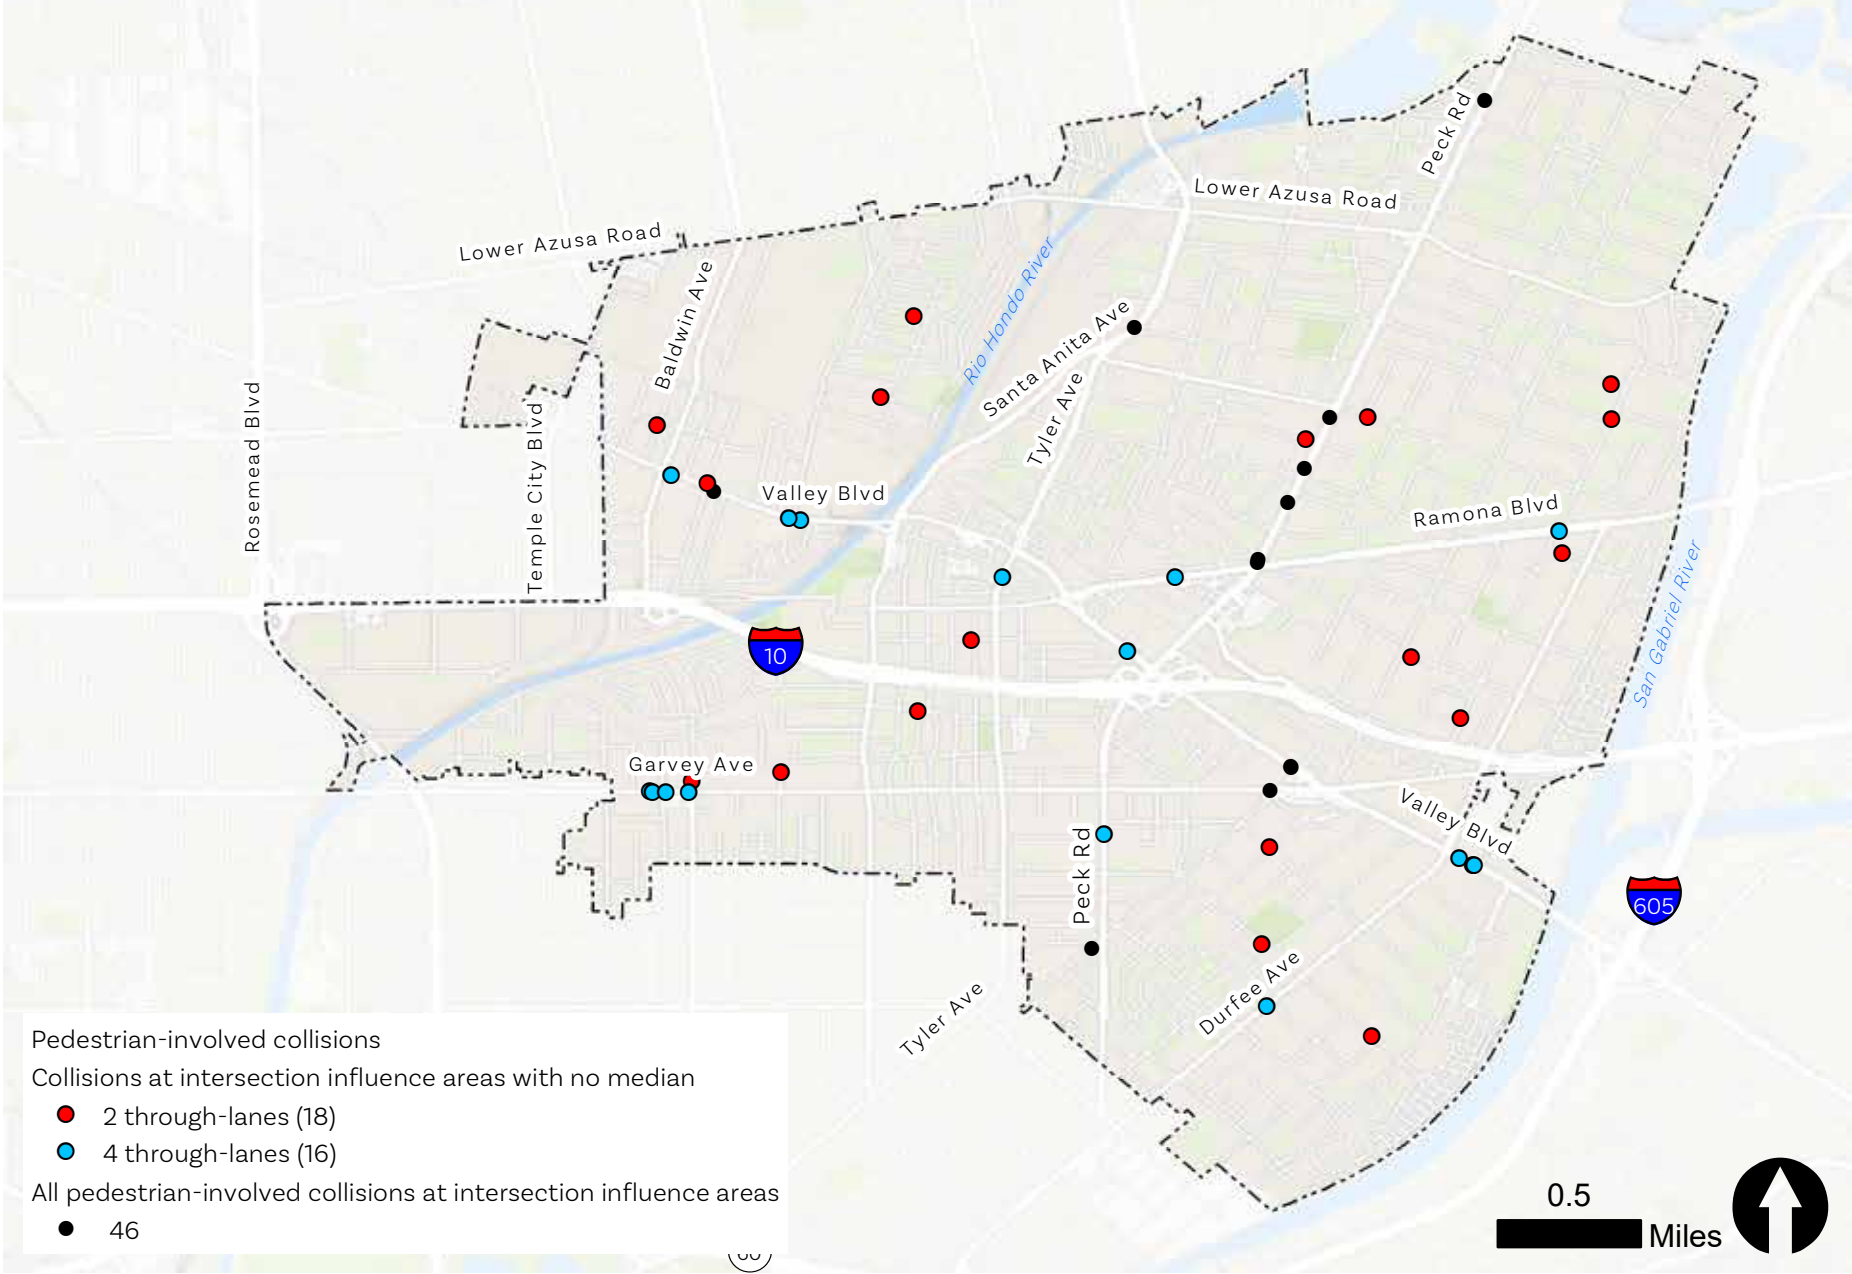 Peck Rd
Lower Azusa Road
Lower Azusa Road
Baldwin Ave
Rio Hondo River
Santa Anita Ave
Tyler Ave
Rosemead Blvd
Temple City Blvd
Valley Blvd
Ramona Blvd
San Gabriel River
10
Garvey Ave
Valley Blvd
Peck Rd
605
Durfee Ave
Tyler Ave
Pedestrian-involved collisions
Collisions at intersection influence areas with no median
2 through-lanes (18)
4 through-lanes (16)
All pedestrian-involved collisions at intersection influence areas
46
0.5
Miles